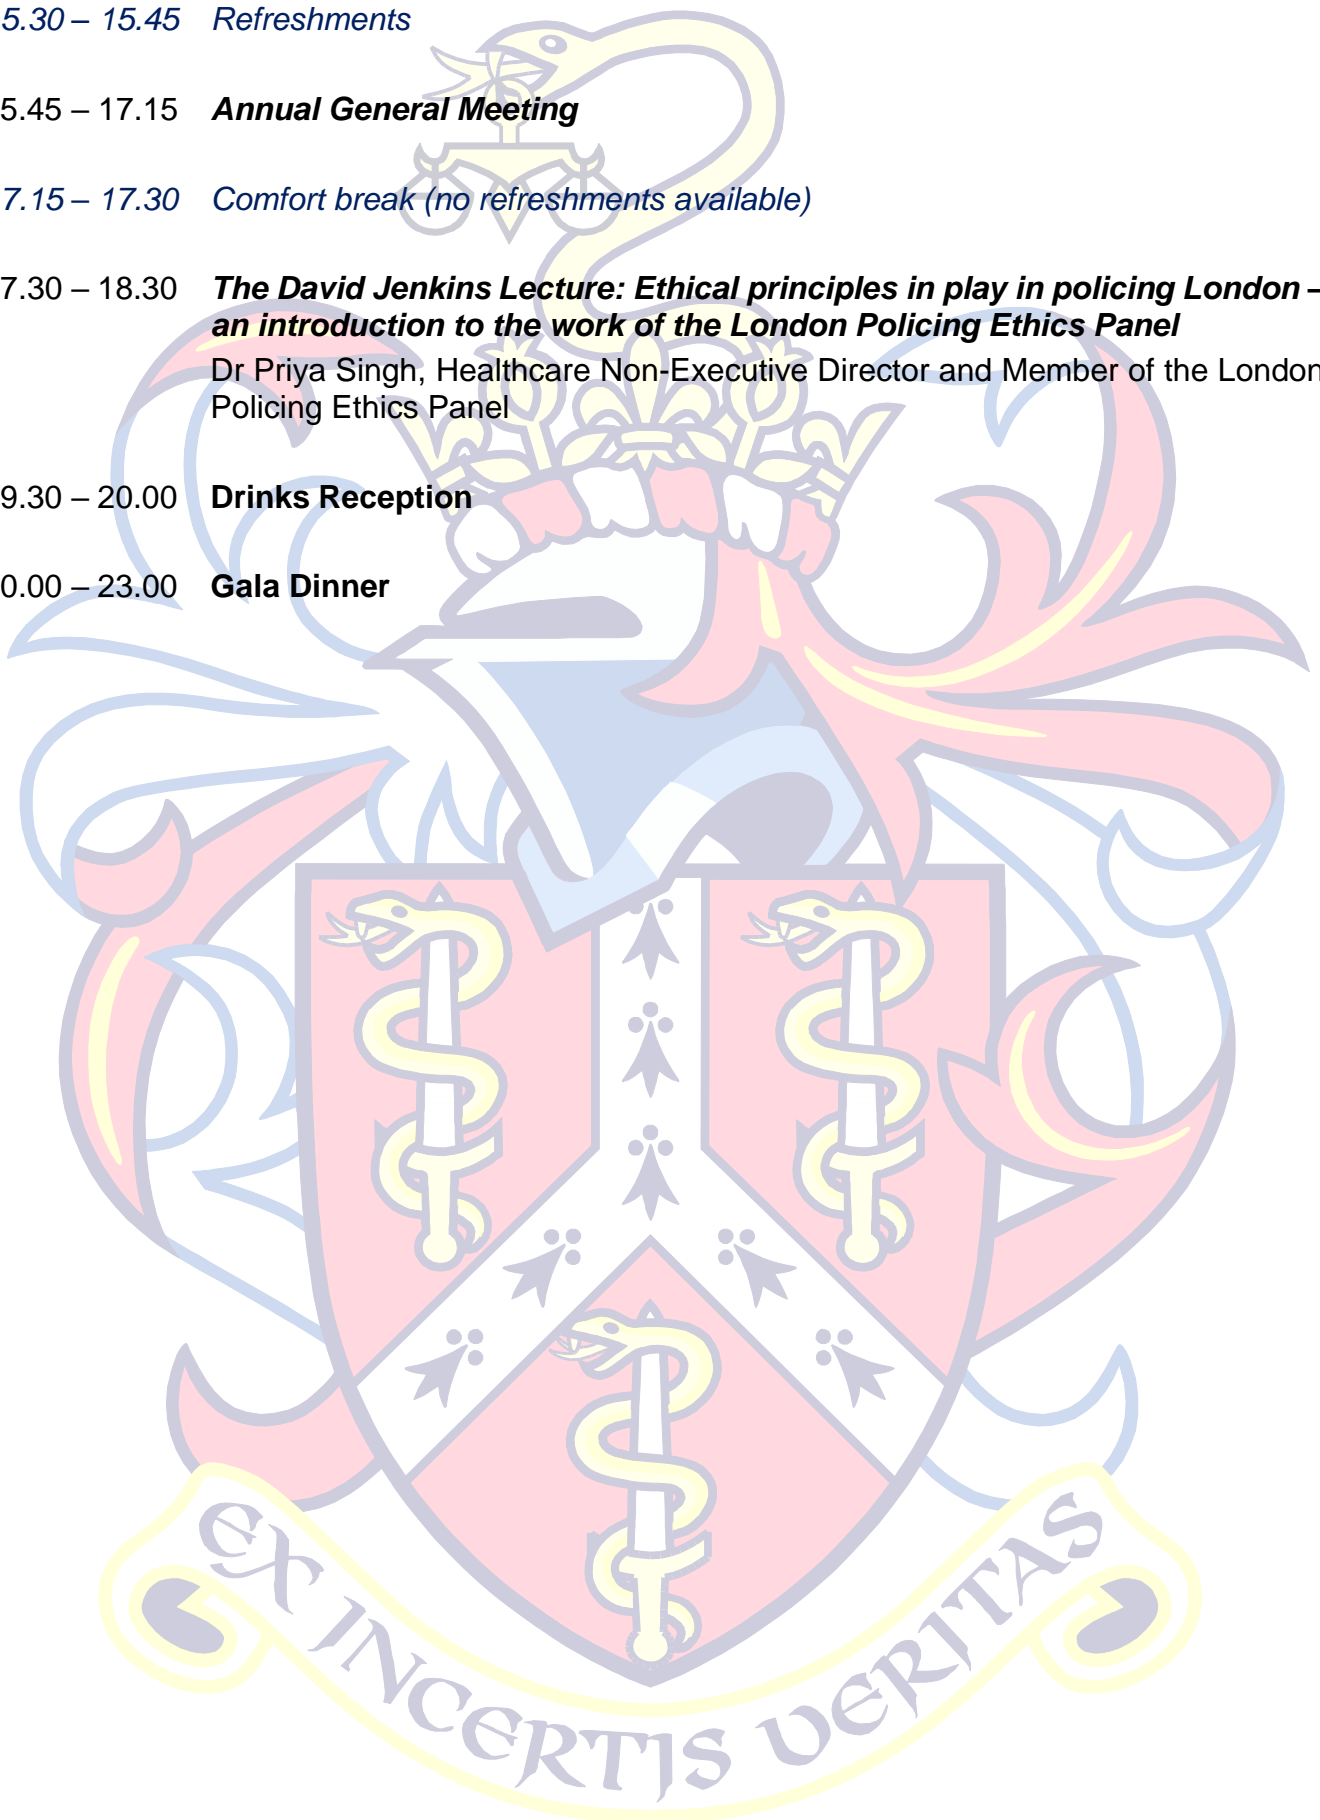 5.30 – 15.45 Refreshments
5.45 – 17.15 Annual General Meeting
7.15 – 17.30 Comfort break (no refreshments available)
7.30 – 18.30 The David Jenkins Lecture: Ethical principles in play in policing London –
an introduction to the work of the London Policing Ethics Panel
Dr Priya Singh, Healthcare Non-Executive Director and Member of the London
Policing Ethics Panel
9.30 – 20.00 Drinks Reception
0.00 – 23.00 Gala Dinner
EX INCERTIS VERITAS